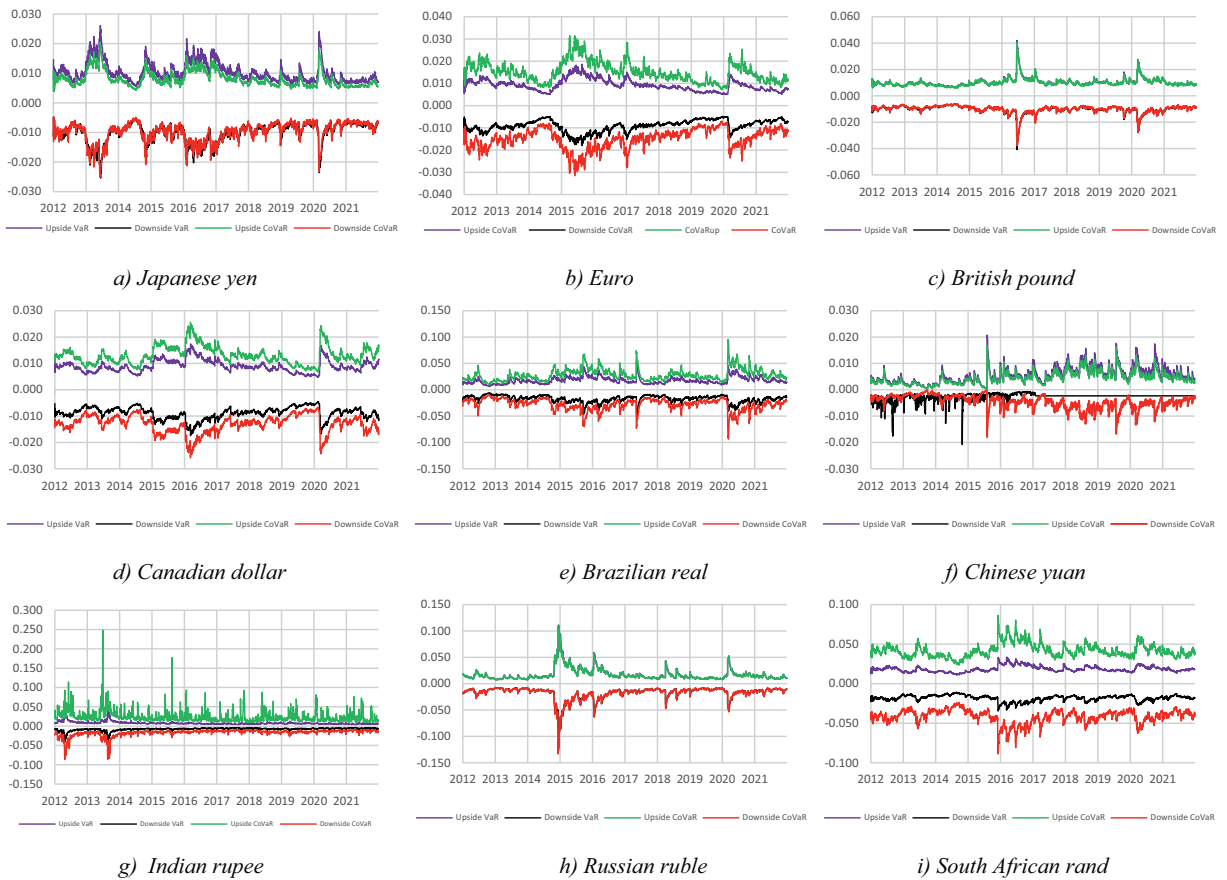 0.030
0.020
0.010
0.000
-0.010
-0.020
-0.030
2012 2013 2014 2015 2016 2017 2018 2019 2020 2021
Upside VaR Downside VaR Upside CoVaR Downside CoVaR
a) Japanese yen
0.040
0.030
0.020
0.010
0.000
-0.010
-0.020
-0.030
-0.040
2012 2013 2014 2015 2016 2017 2018 2019 2020 2021
Upside CoVaR Downside CoVaR CoVaRup CoVaR
b) Euro
0.060
0.040
0.020
0.000
-0.020
-0.040
-0.060
2012 2013 2014 2015 2016 2017 2018 2019 2020 2021
Upside VaR Downside VaR Upside CoVaR Downside CoVaR
c) British pound
0.030
0.020
0.010
0.000
-0.010
-0.020
-0.030
2012 2013 2014 2015 2016 2017 2018 2019 2020 2021
Upside VaR Downside VaR Upside CoVaR Downside CoVaR
d) Canadian dollar
0.150
0.100
0.050
0.000
-0.050
-0.100
-0.150
2012 2013 2014 2015 2016 2017 2018 2019 2020 2021
Upside VaR Downside VaR Upside CoVaR Downside CoVaR
e) Brazilian real
0.030
0.020
0.010
0.000
-0.010
-0.020
-0.030
2012 2013 2014 2015 2016 2017 2018 2019 2020 2021
Upside VaR Downside VaR Upside CoVaR Downside CoVaR
f) Chinese yuan
0.300
0.250
0.200
0.150
0.100
0.050
0.000
-0.050
-0.100
-0.150
2012 2013 2014 2015 2016 2017 2018 2019 2020 2021
Upside VaR Downside VaR Upside CoVaR Downside CoVaR
g) Indian rupee
0.150
0.100
0.050
0.000
-0.050
-0.100
-0.150
2012 2013 2014 2015 2016 2017 2018 2019 2020 2021
Upside VaR Downside VaR Upside CoVaR Downside CoVaR
h) Russian ruble
0.100
0.050
0.000
-0.050
-0.100
2012 2013 2014 2015 2016 2017 2018 2019 2020 2021
Upside VaR Downside VaR Upside CoVaR Downside CoVaR
i) South African rand